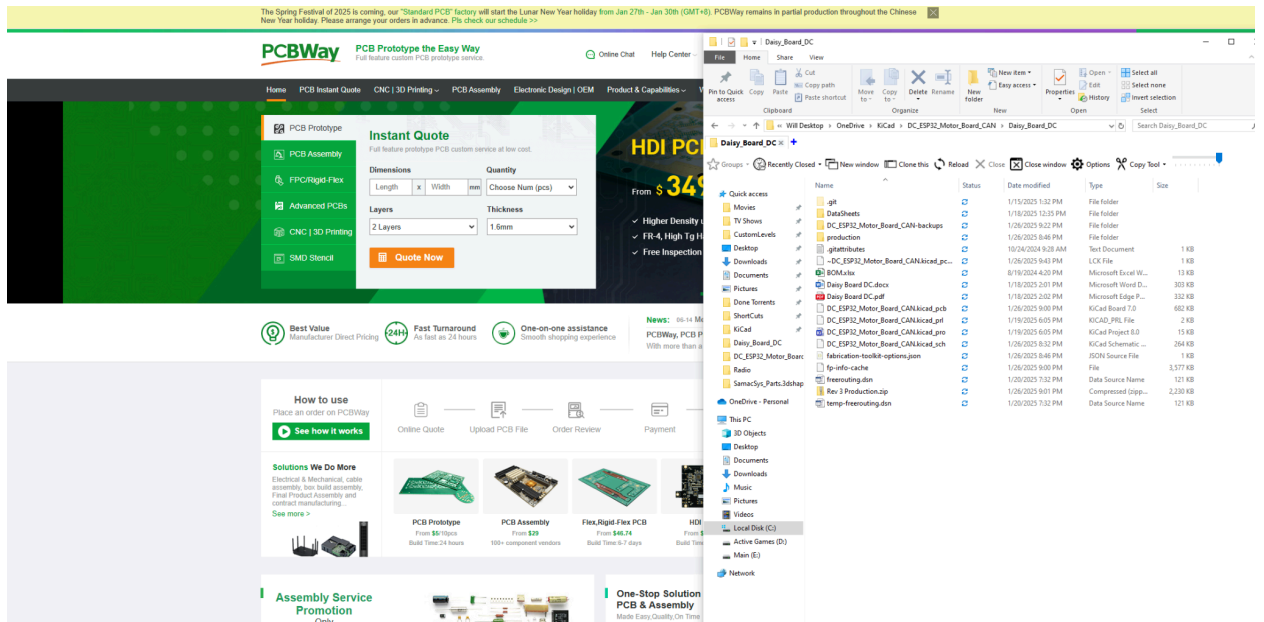 The Spring Festival of 2025 is coming, our "Standard PCB" factory will start the Lunar New Year holiday from Jan 27th - Jan 30th (GMT+8). PCBWay remains in partial production throughout the Chinese
New Year holiday. Please arrange your orders in advance. Pls check our schedule >>
PCBWay
PCB Prototype the Easy Way
Full feature custom PCB prototype service.
Online Chat
Help Center
Home
PCB Instant Quote
CNC | 3D Printing
PCB Assembly
Electronic Design | OEM
Product & Capabilities
PCB Prototype
PCB Assembly
FPC/Rigid-Flex
Advanced PCBs
CNC | 3D Printing
SMD Stencil
Instant Quote
Full feature prototype PCB custom service at low cost.
Dimensions
Quantity
Length x Width mm
Choose Num (pcs)
Layers
Thickness
2 Layers
1.6mm
Quote Now
HDI PC
From $ 349
Higher Density
FR-4, High Tg H
Free Inspection
Best Value
Manufacturer Direct Pricing
24H
Fast Turnaround
As fast as 24 hours
One-on-one assistance
Smooth shopping experience
News: 06-14 M
PCBWay, PCB P
With more than a
How to use
Place an order on PCBWay
See how it works
Online Quote
Upload PCB File
Order Review
Payment
Solutions We Do More
Electrical & Mechanical, cable
assembly, box build assembly,
Final Product Assembly and
contract manufacturing...
See more >
PCB Prototype
From $5/10pcs
Build Time:24 hours
PCB Assembly
From $29
100+ component vendors
Flex,Rigid-Flex PCB
From $46.74
Build Time:6-7 days
HDI
From $
Build Time
Assembly Service
Promotion
Only
One-Stop Solution
PCB & Assembly
Made Easy,Quality,On Time
Daisy_Board_DC
File
Home
Share
View
Pin to Quick
access
Copy
Paste
Cut
Copy path
Paste shortcut
Move
to
Copy
to
Delete
Rename
New
folder
New item
Easy access
Properties
Open
Edit
History
Select all
Select none
Invert selection
Clipboard
Organize
New
Open
Select
« Will Desktop › OneDrive › KiCad › DC_ESP32_Motor_Board_CAN › Daisy_Board_DC
Search Daisy_Board_DC
Daisy_Board_DC
Groups
Recently Closed
New window
Clone this
Reload
Close
Close window
Options
Copy Tool
Name Status Date modified Type Size
.git 1/15/2025 1:32 PM File folder
DataSheets 1/18/2025 12:35 PM File folder
DC_ESP32_Motor_Board_CAN-backups 1/26/2025 9:22 PM File folder
production 1/26/2025 8:46 PM File folder
.gitattributes 10/24/2024 9:28 AM Text Document 1 KB
~DC_ESP32_Motor_Board_CAN.kicad_pc... 1/26/2025 9:43 PM LCK File 1 KB
BOM.xlsx 8/19/2024 4:20 PM Microsoft Excel W... 13 KB
Daisy Board DC.docx 1/18/2025 2:01 PM Microsoft Word D... 303 KB
Daisy Board DC.pdf 1/18/2025 2:02 PM Microsoft Edge P... 332 KB
DC_ESP32_Motor_Board_CAN.kicad_pcb 1/26/2025 9:00 PM KiCad Board 7.0 682 KB
DC_ESP32_Motor_Board_CAN.kicad_prl 1/19/2025 6:05 PM KICAD_PRL File 2 KB
DC_ESP32_Motor_Board_CAN.kicad_pro 1/19/2025 6:05 PM KiCad Project 8.0 15 KB
DC_ESP32_Motor_Board_CAN.kicad_sch 1/26/2025 8:32 PM KiCad Schematic ... 264 KB
fabrication-toolkit-options.json 1/26/2025 8:46 PM JSON Source File 1 KB
fp-info-cache 1/26/2025 9:00 PM File 3,577 KB
freerouting.dsn 1/20/2025 7:32 PM Data Source Name 121 KB
Rev 3 Production.zip 1/26/2025 9:01 PM Compressed (zipp... 2,230 KB
temp-freerouting.dsn 1/20/2025 7:32 PM Data Source Name 121 KB
Quick access
Movies
TV Shows
CustomLevels
Desktop
Downloads
Documents
Pictures
Done Torrents
ShortCuts
KiCad
Daisy_Board_DC
DC_ESP32_Motor_Board
Radio
SamacSys_Parts.3dshap
OneDrive - Personal
This PC
3D Objects
Desktop
Documents
Downloads
Music
Pictures
Videos
Local Disk (C:)
Active Games (D:)
Main (E:)
Network